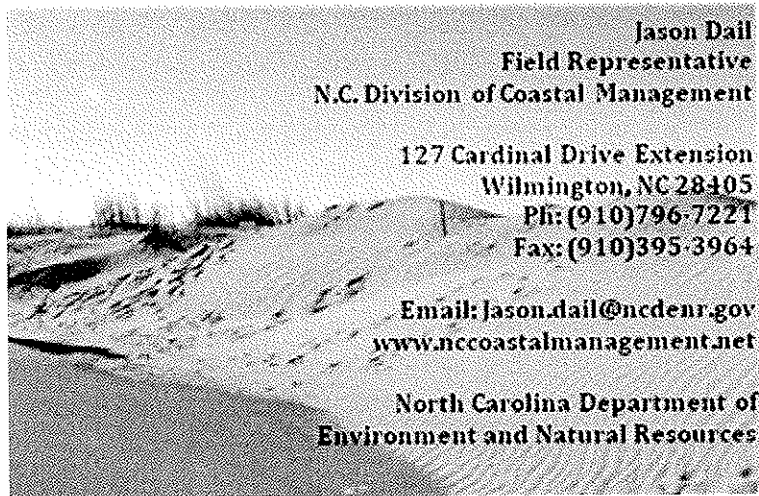 Jason Dail
Field Representative
N.C. Division of Coastal Management
127 Cardinal Drive Extension
Wilmington, NC 28405
Ph: (910)796-7221
Fax: (910)395-3964
Email: Jason.dail@ncdenr.gov
www.nccoastalmanagement.net
North Carolina Department of
Environment and Natural Resources